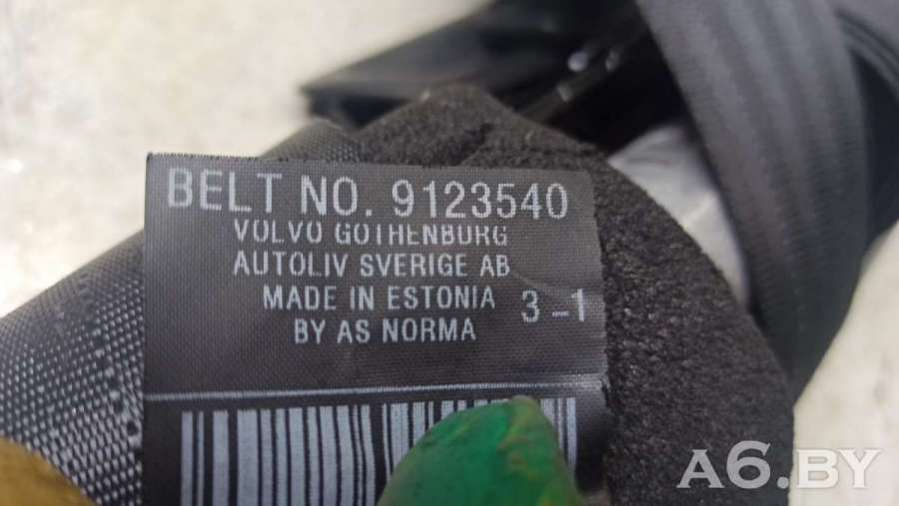 BELT NO. 9123540
VOLVO GOTHENBURG
AUTOLIV SVERIGE AB
MADE IN ESTONIA 3-1
BY AS NORMA
A6.BY